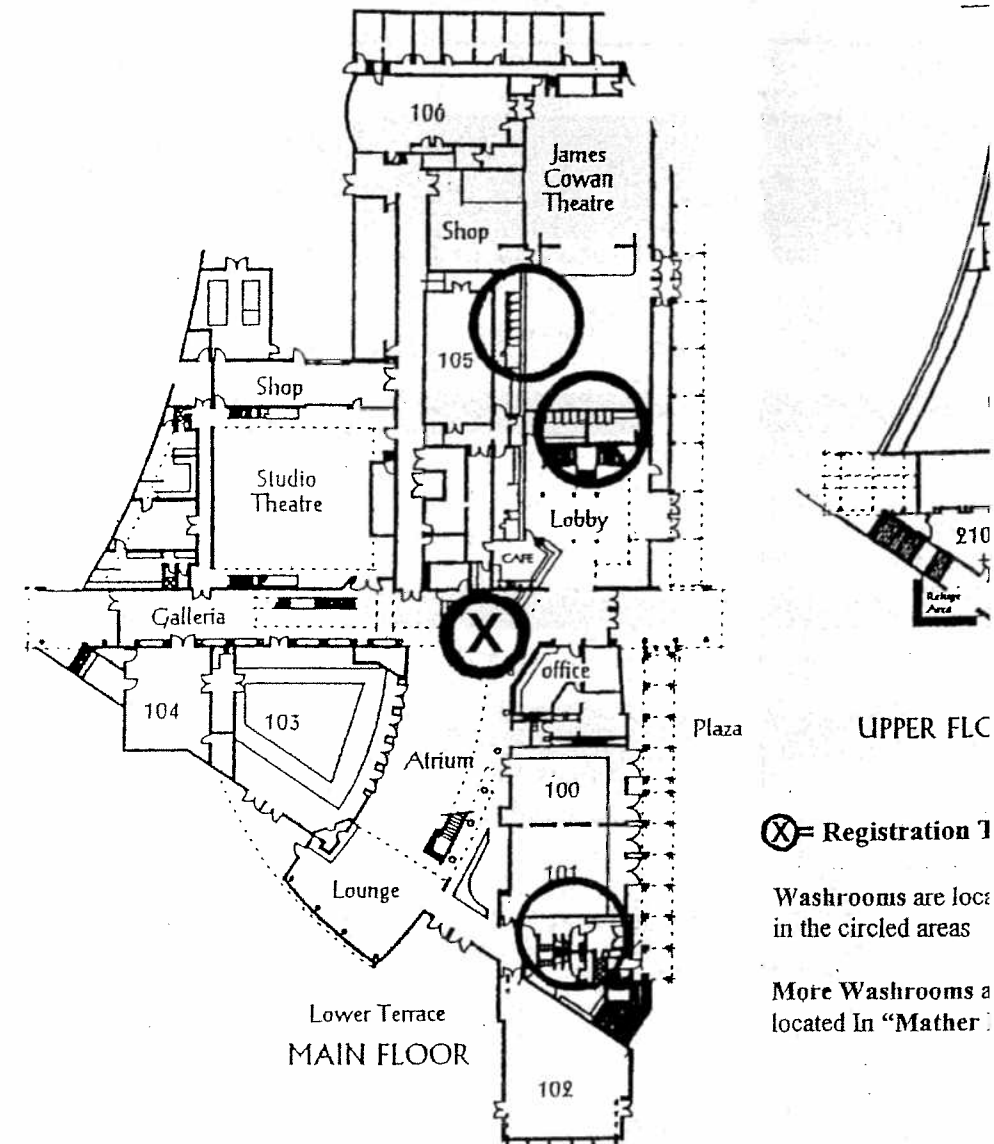 106
James
Cowan
Theatre
Shop
105
Shop
Studio
Theatre
Lobby
CAFE
210
Refuge
Area
Galleria
X
office
104
103
Plaza
UPPER
Atrium
100
X = Registration
101
Lounge
Washrooms are
in the circled areas
More Washrooms
located In "Mather
Lower Terrace
MAIN FLOOR
102